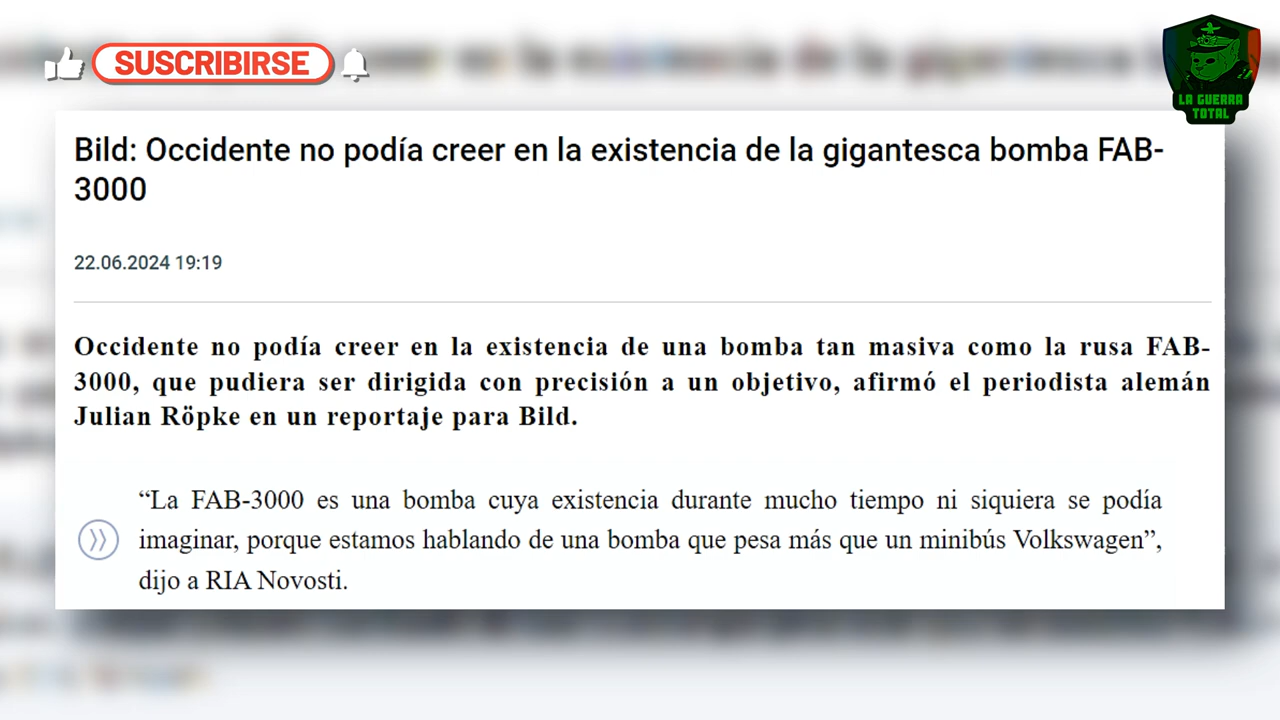 SUSCRIBIRSE
LA GUERRA
TOTAL
Bild: Occidente no podía creer en la existencia de la gigantesca bomba FAB-
3000
22.06.2024 19:19
Occidente no podía creer en la existencia de una bomba tan masiva como la rusa FAB-
3000, que pudiera ser dirigida con precisión a un objetivo, afirmó el periodista alemán
Julian Röpke en un reportaje para Bild.
“La FAB-3000 es una bomba cuya existencia durante mucho tiempo ni siquiera se podía
imaginar, porque estamos hablando de una bomba que pesa más que un minibús Volkswagen”,
dijo a RIA Novosti.